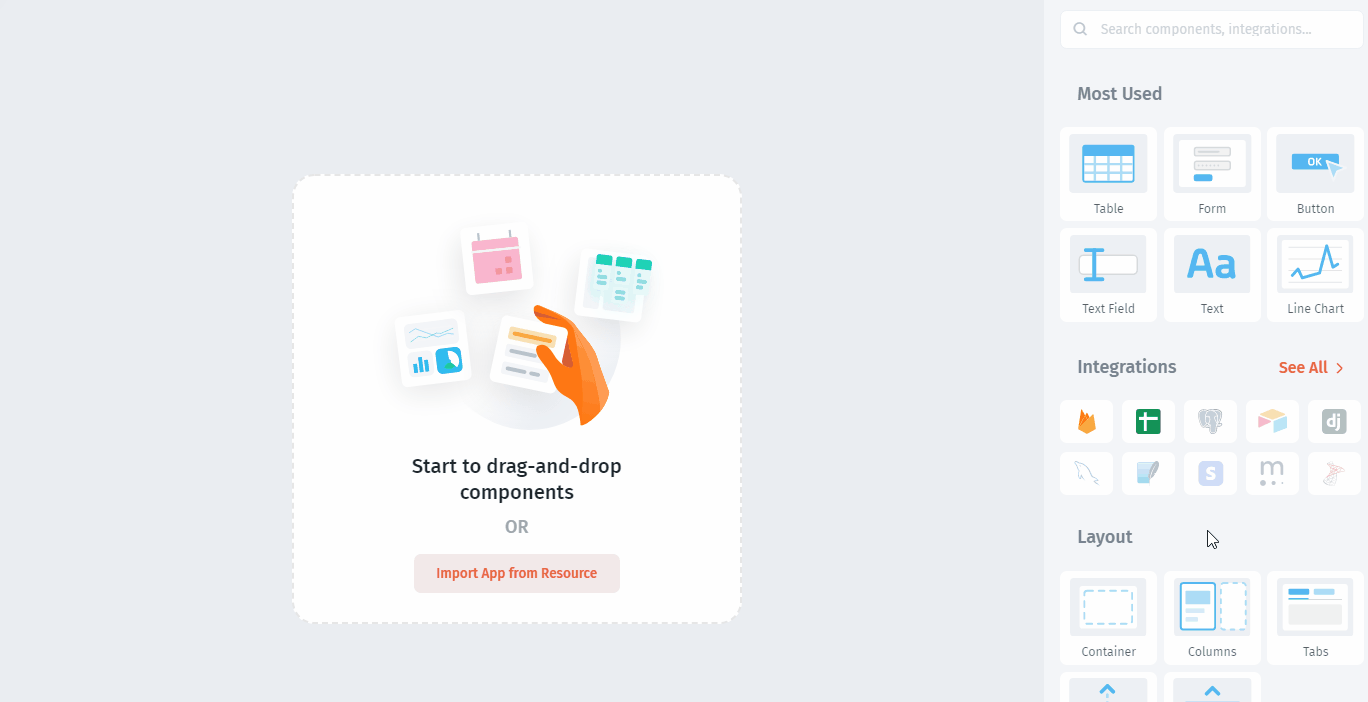 Search components, integrations...
Most Used
OK
Table
Form
Button
Aa
Text Field
Text
Line Chart
Integrations
See All
dj
S
m
Start to drag-and-drop
components
OR
Import App from Resource
Layout
Container
Columns
Tabs